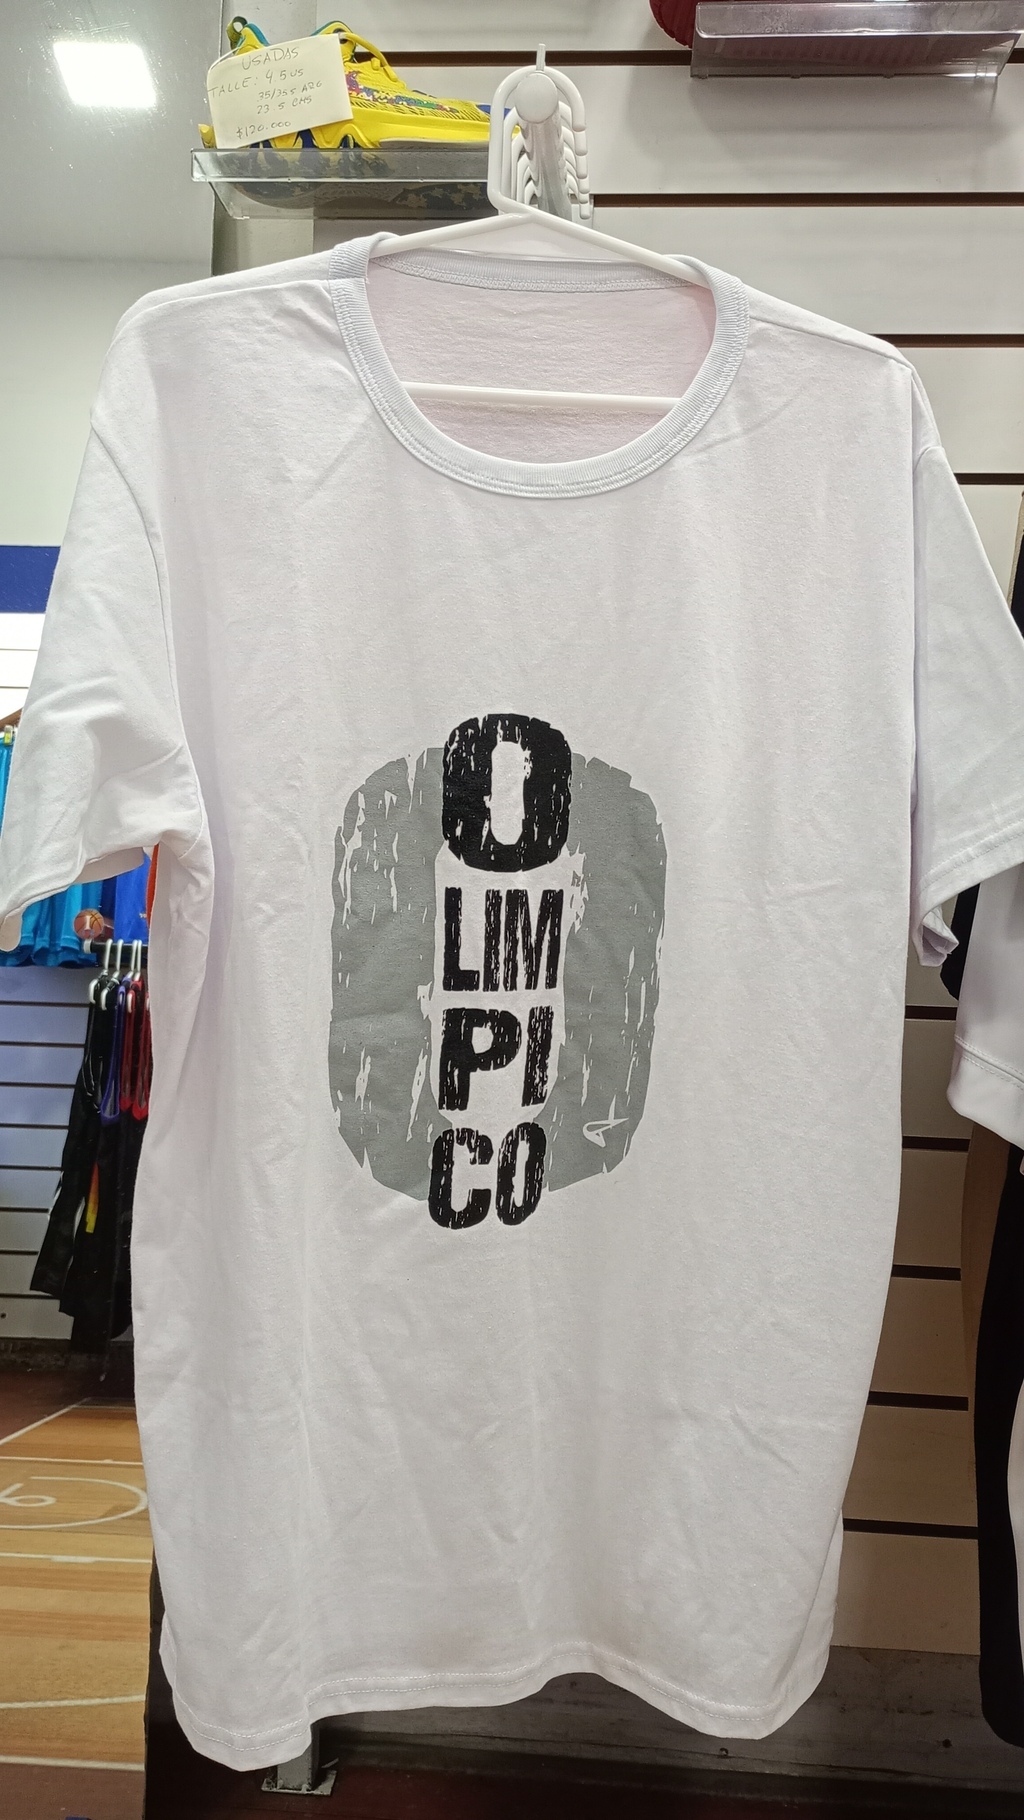 USADAS
TALLE: 4.5 US
35/35.5 ARG
23.5 CMS
$120.000
O
LIM
PI
CO